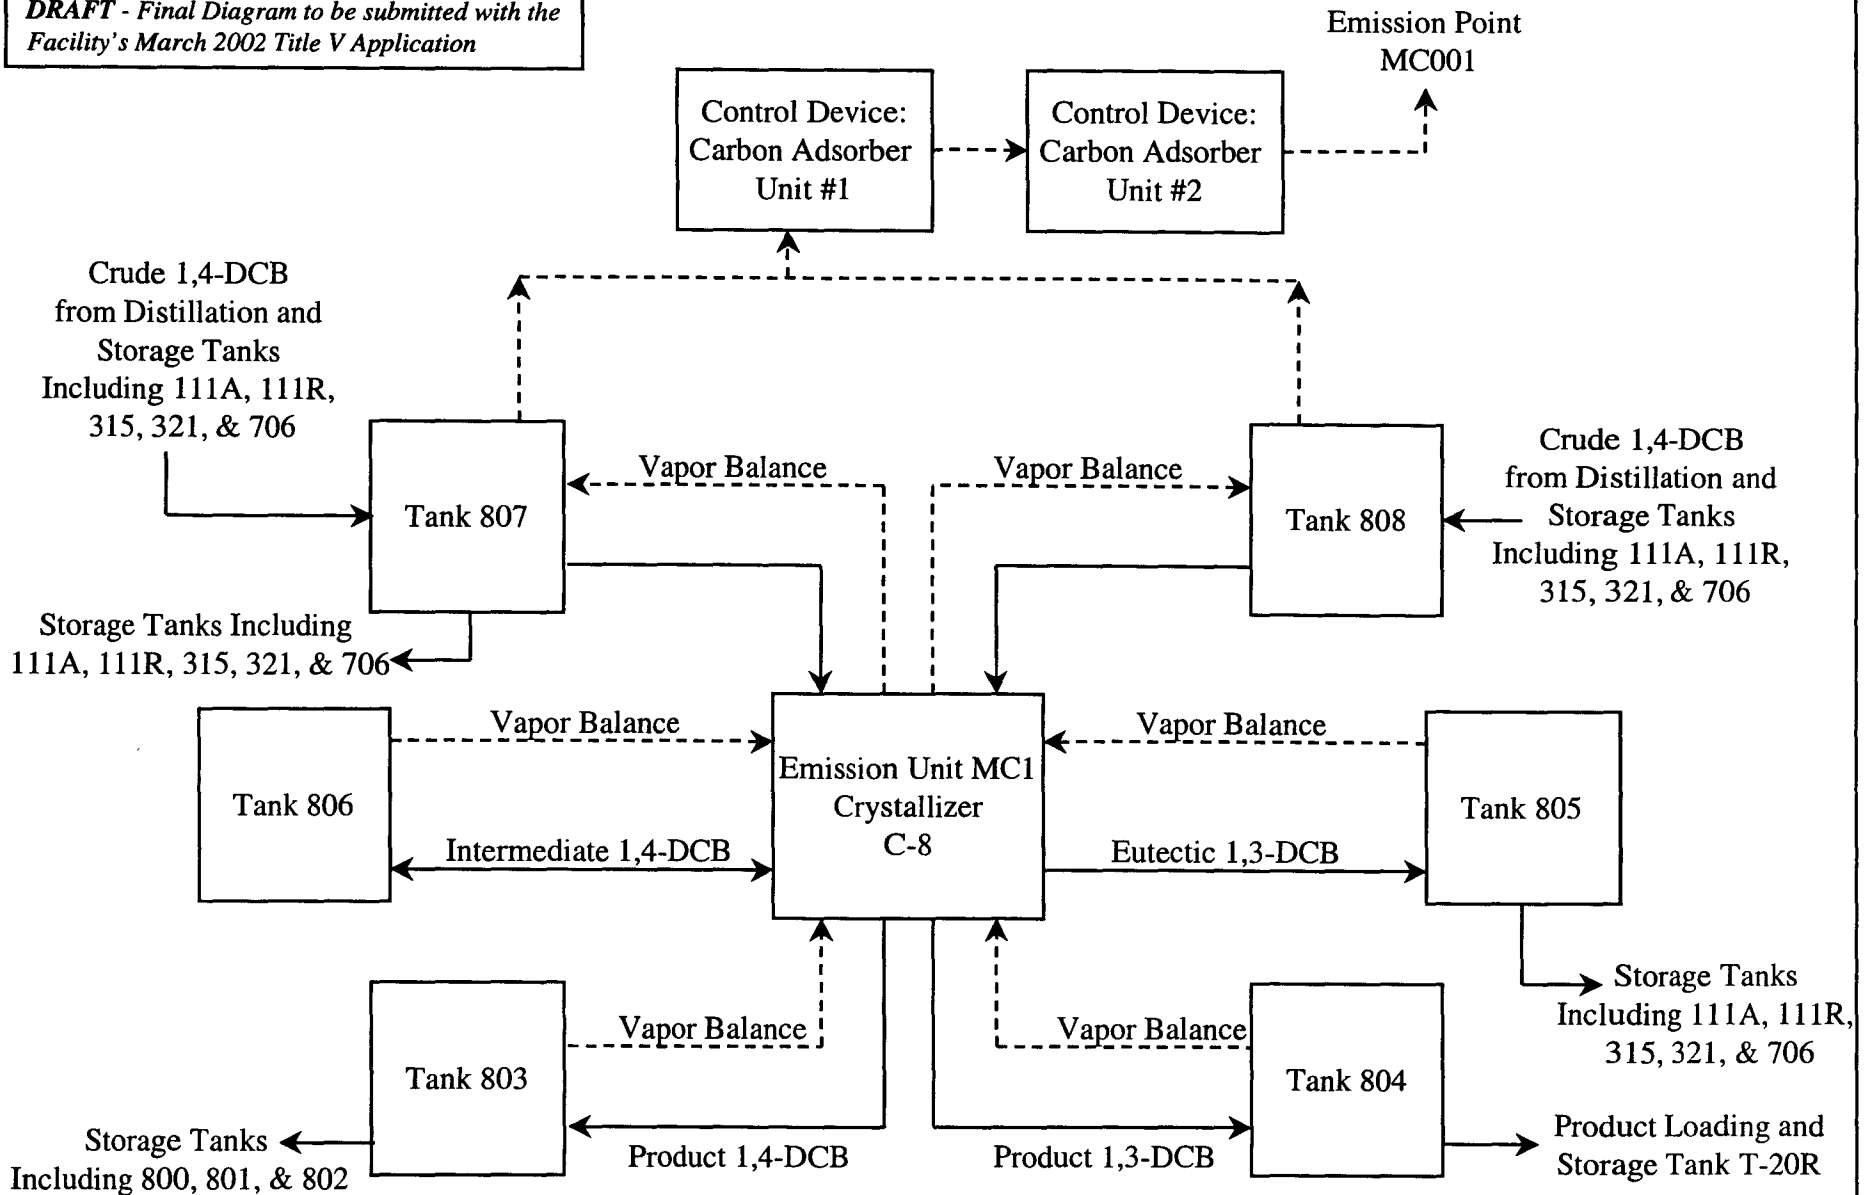 DRAFT - Final Diagram to be submitted with the
Facility's March 2002 Title V Application
Emission Point
MC001
Control Device:
Carbon Adsorber
Unit #1
Control Device:
Carbon Adsorber
Unit #2
Crude 1,4-DCB
from Distillation and
Storage Tanks
Including 111A, 111R,
315, 321, & 706
Tank 807
Vapor Balance
Vapor Balance
Tank 808
Crude 1,4-DCB
from Distillation and
Storage Tanks
Including 111A, 111R,
315, 321, & 706
Storage Tanks Including
111A, 111R, 315, 321, & 706
Tank 806
Vapor Balance
Intermediate 1,4-DCB
Emission Unit MC1
Crystallizer
C-8
Vapor Balance
Eutectic 1,3-DCB
Tank 805
Storage Tanks
Including 111A, 111R,
315, 321, & 706
Tank 803
Vapor Balance
Product 1,4-DCB
Vapor Balance
Product 1,3-DCB
Tank 804
Storage Tanks
Including 800, 801, & 802
Product Loading and
Storage Tank T-20R